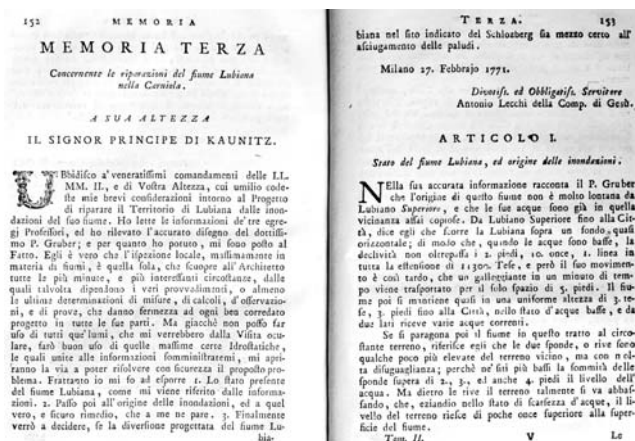 152 MEMORIA
MEMORIA TERZA
Concernente le riparazioni del fiume Lubiana
nella Carniola.
A SUA ALTEZZA
IL SIGNOR PRINCIPE DI KAUNITZ.
UBbidisco a' veneratissimi comandamenti delle LL.
MM. II., e di Vostra Altezza, cui umilio code-
ste mie brevi considerazioni intorno al Progetto
di riparare il Territorio di Lubiana dalle inon-
dazioni del suo fiume. Ho lette le informazioni de' tre egre-
gj Professori, ed ho rilevato l'accurato disegno del dottissi-
mo P. Gruber; e per quanto ho potuto, mi sono posto al
Fatto. Egli è vero che l'ispezione locale, massimamente in
materia di fiumi, è quella sola, che scuopre all'Architetto
tutte le più minute, e più interessanti circostanze, dalle
quali talvolta dipendono i veri provvedimenti, o almeno
le ultime determinazioni di misure, di calcoli, d'osservazio-
ni, e di prove, che danno fermezza ad ogni ben corredato
progetto in tutte le sue parti. Ma giacchè non posso far
uso di tutti que' lumi, che mi verrebbero dalla Visita ocu-
lare, farò buon uso di quelle massime certe Idrostatiche,
le quali unite alle informazioni somministratemi, mi apri-
ranno la via a poter risolvere con sicurezza il proposto pro-
blema. Frattanto io mi fo ad esporre 1. Lo stato presente
del fiume Lubiana, come mi viene riferito dalle informa-
zioni. 2. Passo poi all'origine delle inondazioni, ed a quel
vero, e sicuro rimedio, che a me ne pare. 3. Finalmente
verrò a decidere, se la diversione progettata del fiume Lu-
bia-
TERZA. 153
biana nel sito indicato del Schloaberg sia mezzo certo all'
asciugamento delle paludi.
Milano 27. Febbrajo 1771.
Divotiss. ed Obbligatiss. Servitore
Antonio Lecchi della Comp. di Gesù.
ARTICOLO I.
Stato del fiume Lubiana, ed origine delle inondazioni.
NElla sua accurata informazione racconta il P. Gruber
che l'origine di questo fiume non è molto lontana da
Lubiano Superiore, e che le sue acque sono già in quella
vicinanza assai copiose. Da Lubiano Superiore fino alla Cit-
tà, dice egli che scorre la Lubiana sopra un fondo quasi
orizzontale; di modo che, quando le acque sono basse, la
declività non oltrepassa i 2. piedi, 10. once, 1. linea in
tutta la estensione di 11300. Tese, e però il suo movimen-
to è così tardo, che un galleggiante in un minuto di tem-
po viene trasportato per il solo spazio di 5. piedi. Il fiu-
me poi si mantiene quasi in una uniforme altezza di 3. te-
se, 3. piedi fino alla Città, nello stato d'acque basse, e da
due lati riceve varie acque correnti.
Se si paragona poi il fiume in questo tratto al circo-
stante terreno, riferisce egli che le due sponde, o rive sono
qualche poco più elevate del terreno vicino, ma con mol-
ta disuguaglianza; perchè ne' siti più bassi la sommità delle
sponde supera di 2., 3., ed anche 4. piedi il livello dell'
acqua. Ma dietro le rive il terreno talmente si va abbas-
sando, che, eziandio nello stato di scarsezza d'acque, il li-
vello del terreno riesce di poche once superiore alla super-
ficie del fiume.
Tom. II. V Le